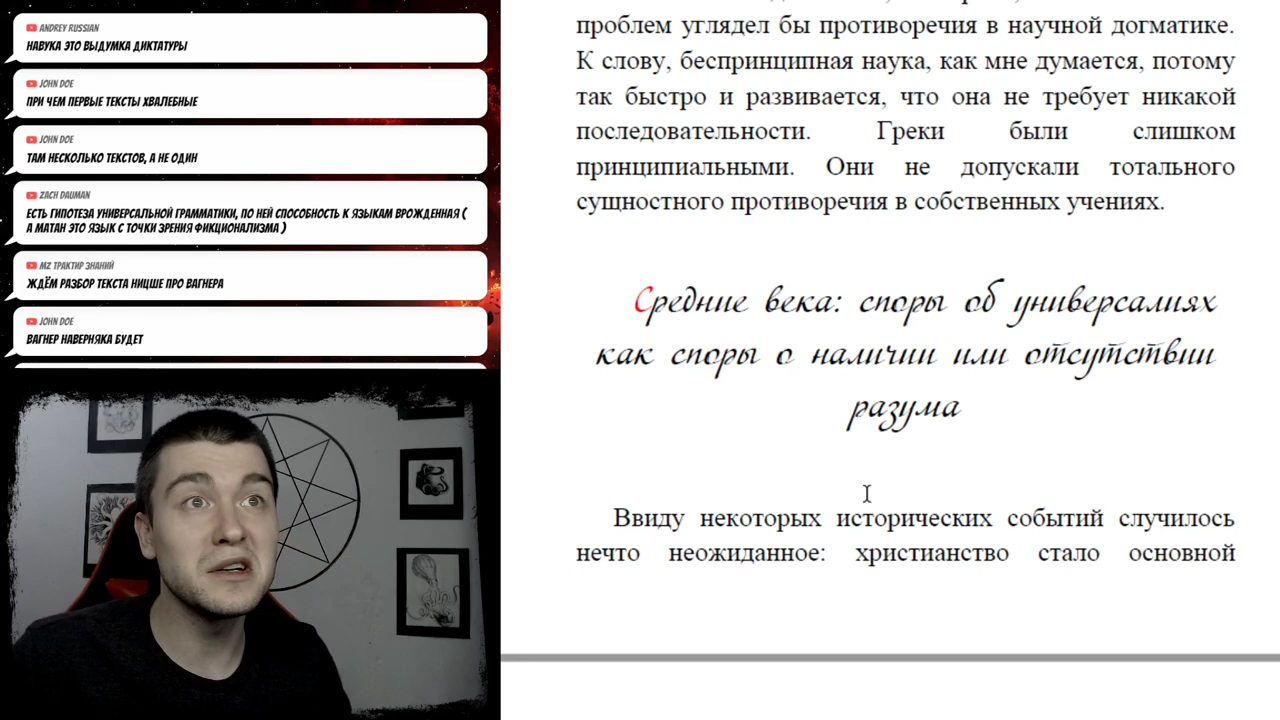 ANDREY RUSSIAN
НАВУКА ЭТО ВЫДУМКА ДИКТАТУРЫ
JOHN DOE
ПРИ ЧЕМ ПЕРВЫЕ ТЕКСТЫ ХВАЛЕБНЫЕ
JOHN DOE
ТАМ НЕСКОЛЬКО ТЕКСТОВ, А НЕ ОДИН
ZACH DAUMAN
ЕСТЬ ГИПОТЕЗА УНИВЕРСАЛЬНОЙ ГРАММАТИКИ, ПО НЕЙ СПОСОБНОСТЬ К ЯЗЫКАМ ВРОЖДЕННАЯ (
А МАТАН ЭТО ЯЗЫК С ТОЧКИ ЗРЕНИЯ ФИКЦИОНАЛИЗМА )
MZ ТРАКТИР ЗНАНИЙ
ЖДЁМ РАЗБОР ТЕКСТА НИЦШЕ ПРО ВАГНЕРА
JOHN DOE
ВАГНЕР НАВЕРНЯКА БУДЕТ
проблем углядел бы противоречия в научной догматике.
К слову, беспринципная наука, как мне думается, потому
так быстро и развивается, что она не требует никакой
последовательности. Греки были слишком
принципиальными. Они не допускали тотального
сущностного противоречия в собственных учениях.
Средние века: споры об универсалиях
как споры о наличии или отсутствии
разума
Ввиду некоторых исторических событий случилось
нечто неожиданное: христианство стало основной